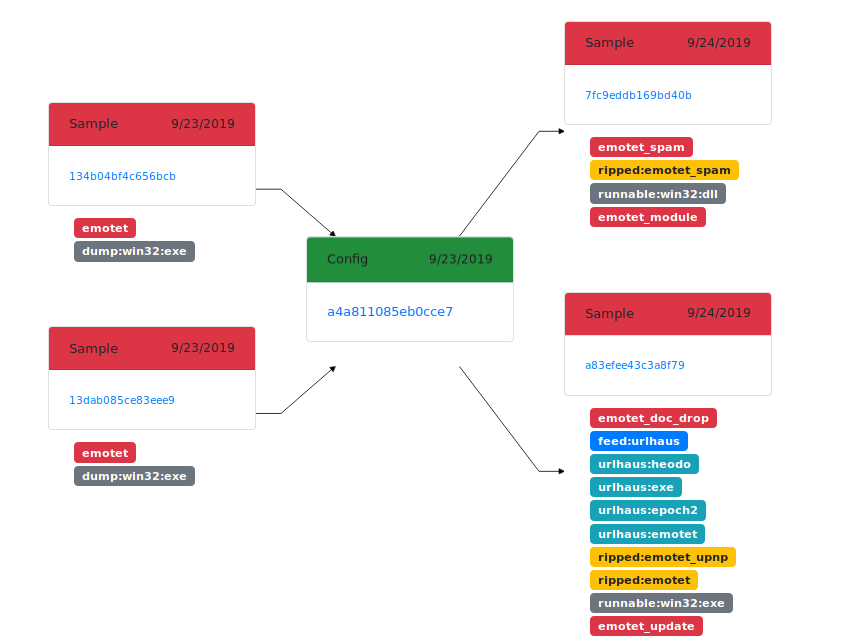 Sample 9/23/2019
134b04bf4c656bcb
emotet
dump:win32:exe
Sample 9/23/2019
13dab085ce83eee9
emotet
dump:win32:exe
Config 9/23/2019
a4a811085eb0cce7
Sample 9/24/2019
7fc9eddb169bd40b
emotet_spam
ripped:emotet_spam
runnable:win32:dll
emotet_module
Sample 9/24/2019
a83efee43c3a8f79
emotet_doc_drop
feed:urlhaus
urlhaus:heodo
urlhaus:exe
urlhaus:epoch2
urlhaus:emotet
ripped:emotet_upnp
ripped:emotet
runnable:win32:exe
emotet_update